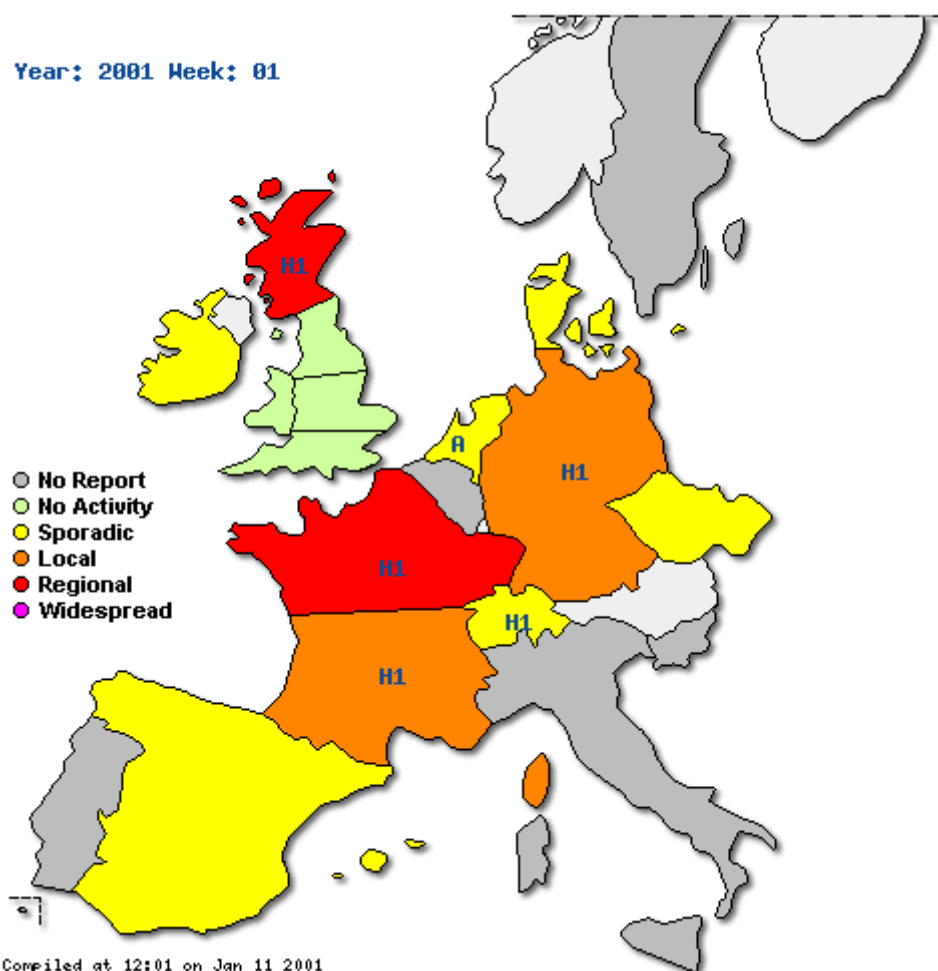 Year: 2001 Week: 01
H1
A
H1
No Report
No Activity
Sporadic
Local
Regional
Widespread
H1
H1
H1
Compiled at 12:01 on Jan 11 2001